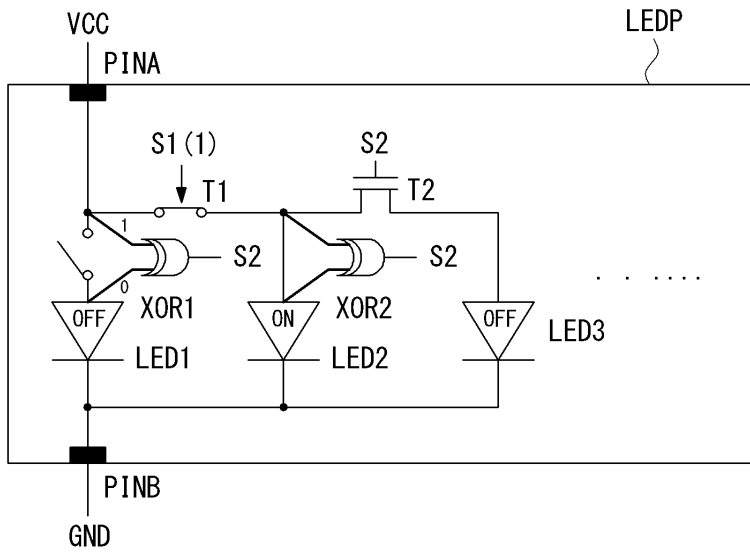 VCC
LEDP
PINA
S1(1)
S2
T1
T2
1
S2
S2
0
OFF
XOR1
ON
XOR2
OFF
LED3
LED1
LED2
PINB
GND